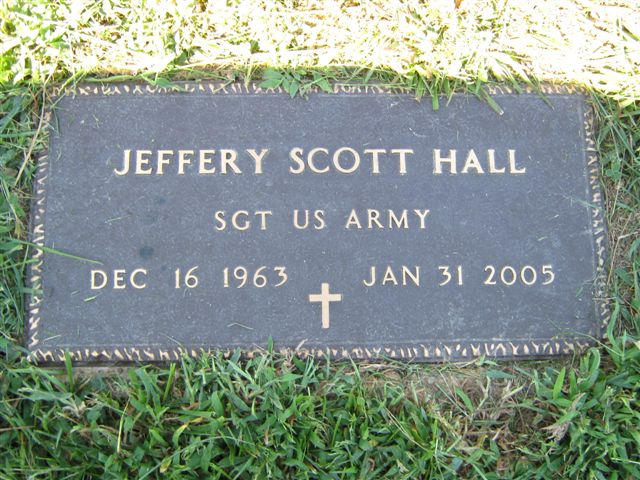 JEFFERY SCOTT HALL
SGT US ARMY
DEC 16 1963 JAN 31 2005